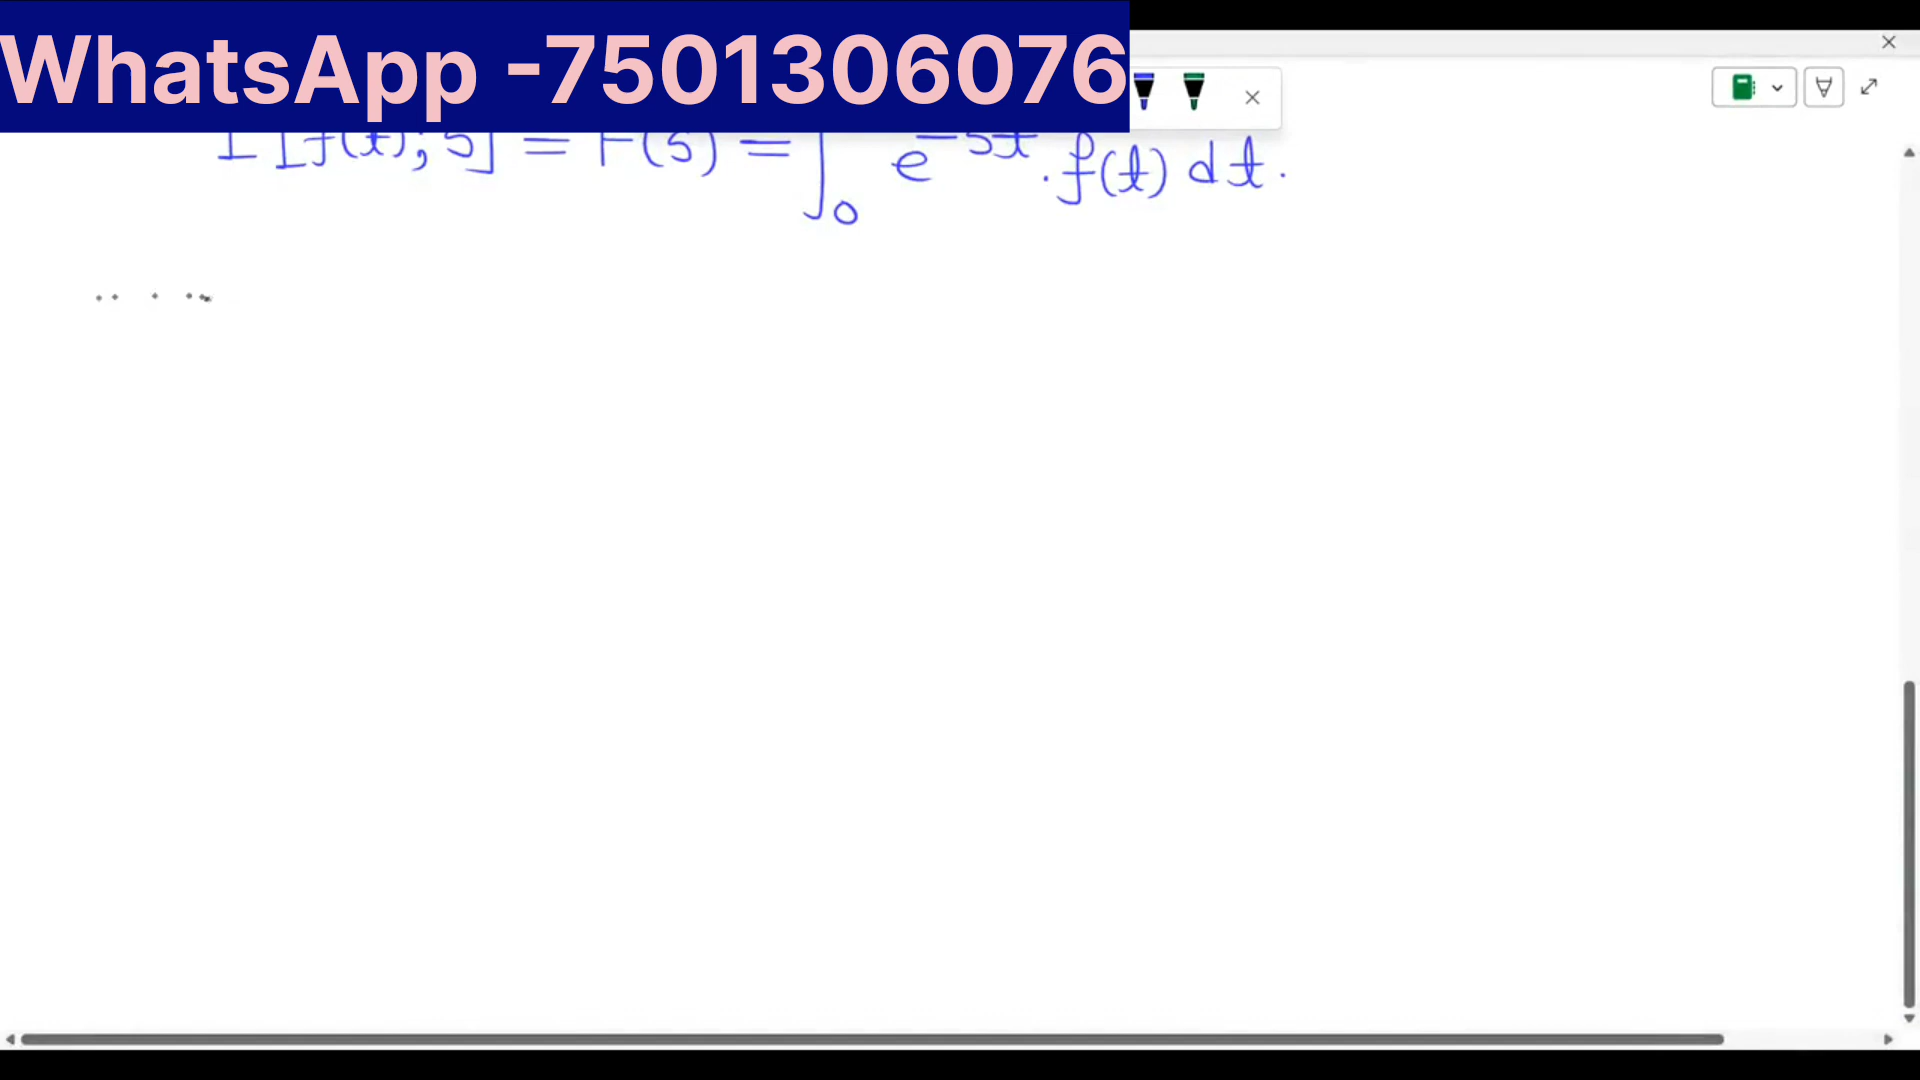 WhatsApp -7501306076
[f(t); s] = F(s) = ∫₀ e^{-st} . f(t) dt.